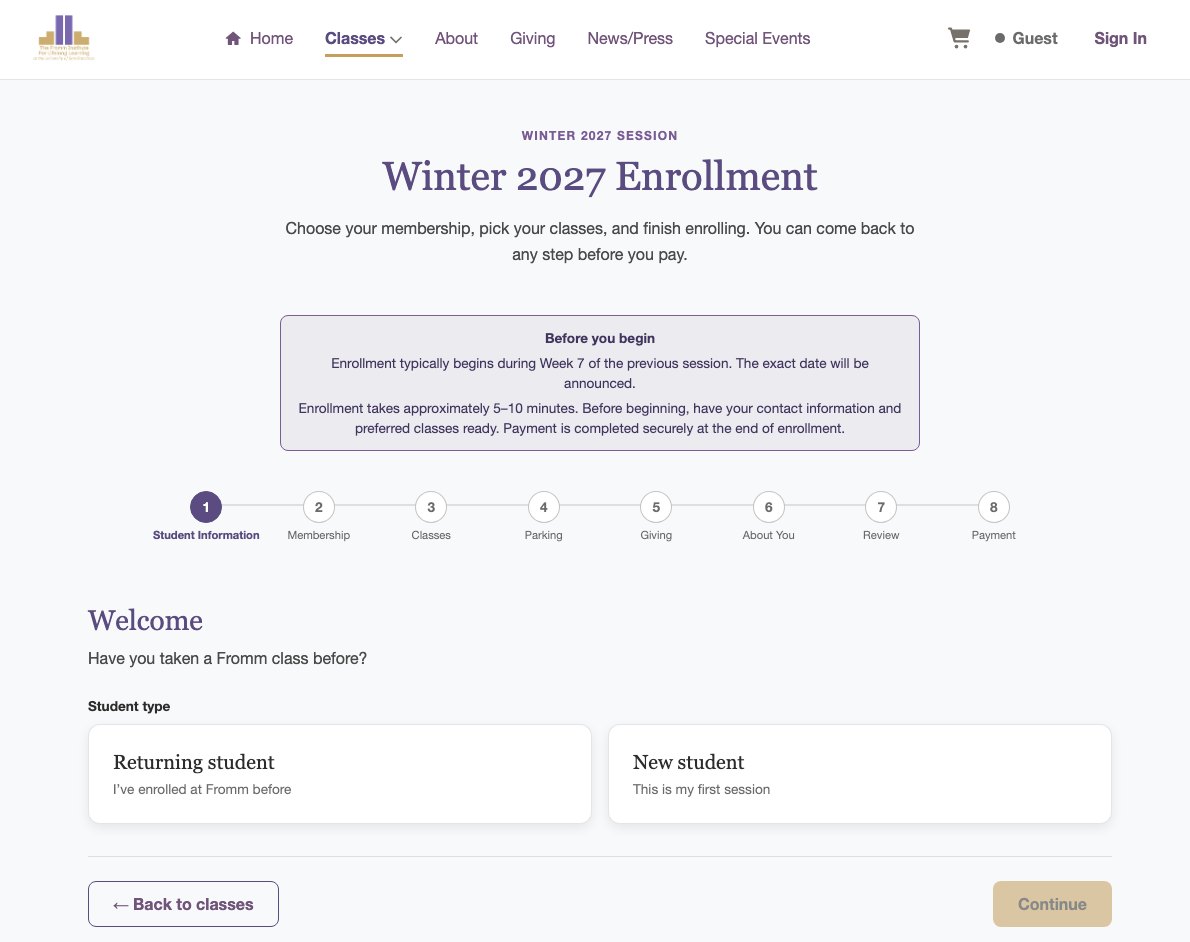 The Fromm Institute
For Lifelong Learning
Home
Classes
About
Giving
News/Press
Special Events
Guest
Sign In
WINTER 2027 SESSION
Winter 2027 Enrollment
Choose your membership, pick your classes, and finish enrolling. You can come back to
any step before you pay.
Before you begin
Enrollment typically begins during Week 7 of the previous session. The exact date will be
announced.
Enrollment takes approximately 5–10 minutes. Before beginning, have your contact information and
preferred classes ready. Payment is completed securely at the end of enrollment.
1
Student Information
2
Membership
3
Classes
4
Parking
5
Giving
6
About You
7
Review
8
Payment
Welcome
Have you taken a Fromm class before?
Student type
Returning student
I’ve enrolled at Fromm before
New student
This is my first session
← Back to classes
Continue